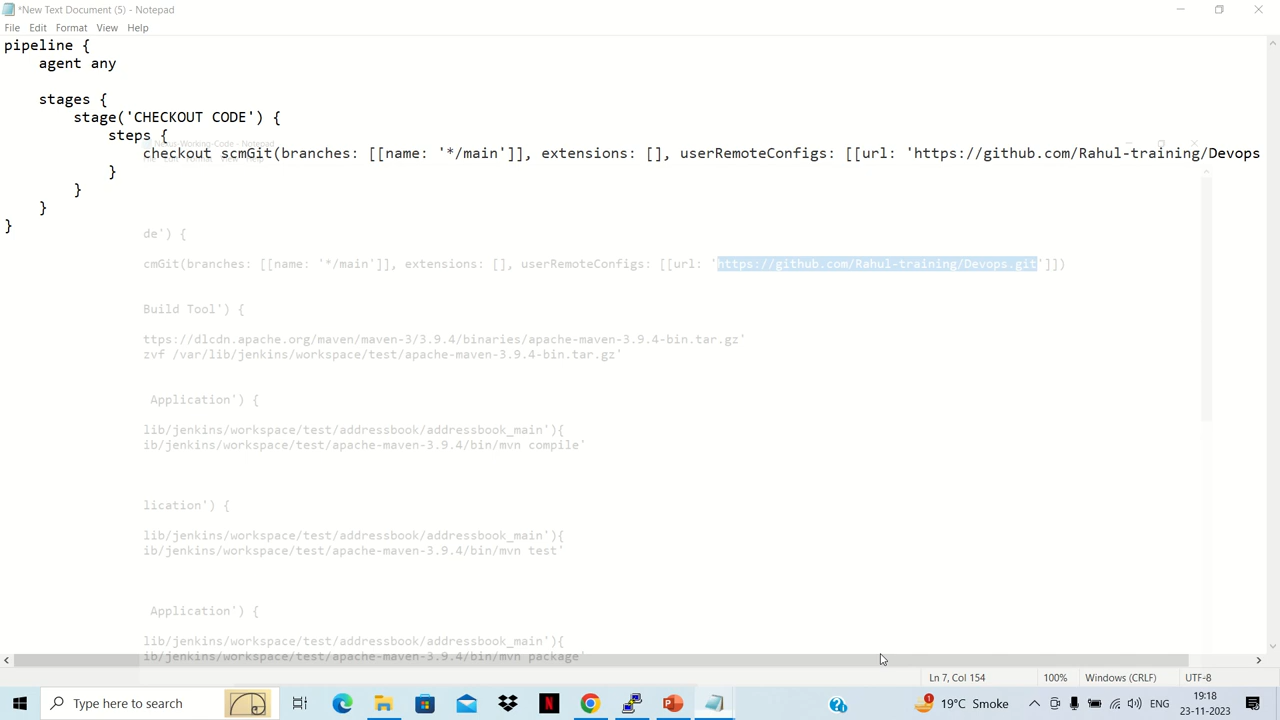 *New Text Document (5) - Notepad
File Edit Format View Help
pipeline {
agent any
stages {
stage('CHECKOUT CODE') {
steps {
Nexus Working-Code - Notepad
checkout scmGit(branches: [[name: '*/main']], extensions: [], userRemoteConfigs: [[url: 'https://github.com/Rahul-training/Devops
}
}
}
}
de') {
cmGit(branches: [[name: '*/main']], extensions: [], userRemoteConfigs: [[url: 'https://github.com/Rahul-training/Devops.git']])
Build Tool') {
ttps://dlcdn.apache.org/maven/maven-3/3.9.4/binaries/apache-maven-3.9.4-bin.tar.gz'
zvf /var/lib/jenkins/workspace/test/apache-maven-3.9.4-bin.tar.gz'
Application') {
lib/jenkins/workspace/test/addressbook/addressbook_main'){
ib/jenkins/workspace/test/apache-maven-3.9.4/bin/mvn compile'
lication') {
lib/jenkins/workspace/test/addressbook/addressbook_main'){
ib/jenkins/workspace/test/apache-maven-3.9.4/bin/mvn test'
Application') {
lib/jenkins/workspace/test/addressbook/addressbook_main'){
ib/jenkins/workspace/test/apache-maven-3.9.4/bin/mvn package'
Ln 7, Col 154 100% Windows (CRLF) UTF-8
Type here to search
1 19°C Smoke ENG 19:18
23-11-2023